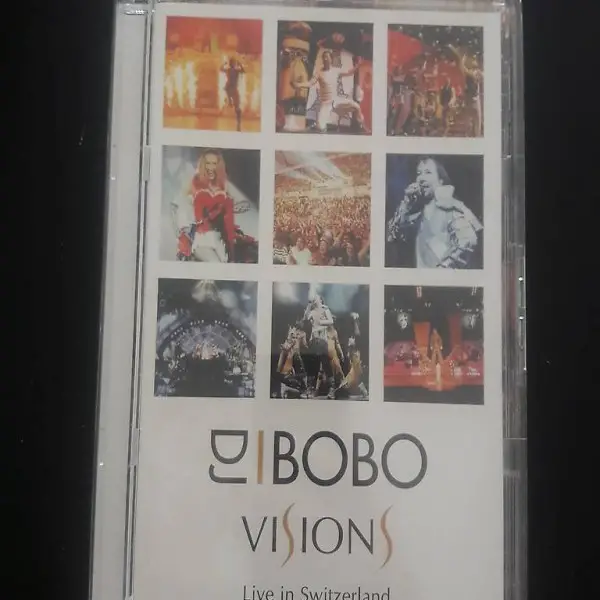 DJ BOBO
VISIONS
Live in Switzerland